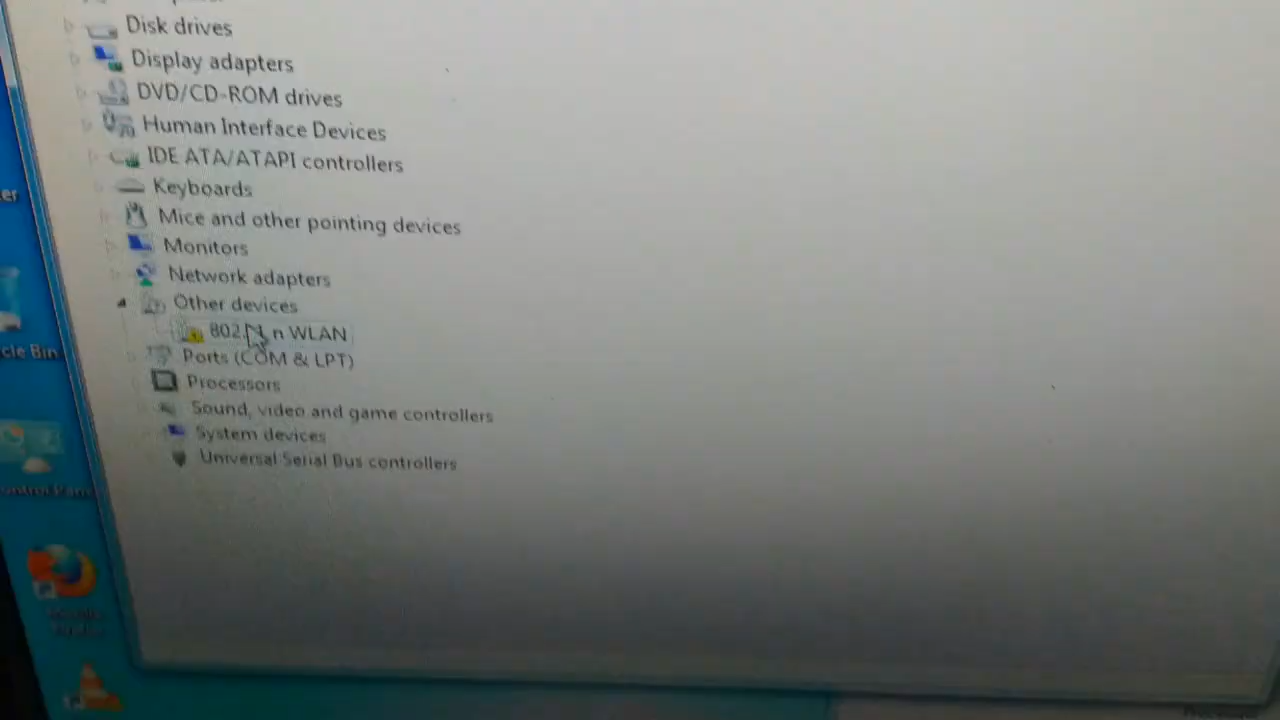 Disk drives
Display adapters
DVD/CD-ROM drives
Human Interface Devices
IDE ATA/ATAPI controllers
Keyboards
Mice and other pointing devices
Monitors
Network adapters
Other devices
n WLAN
Ports (COM & LPT)
Processors
Sound, video and game controllers
System devices
Universal Serial Bus controllers
cle Bin